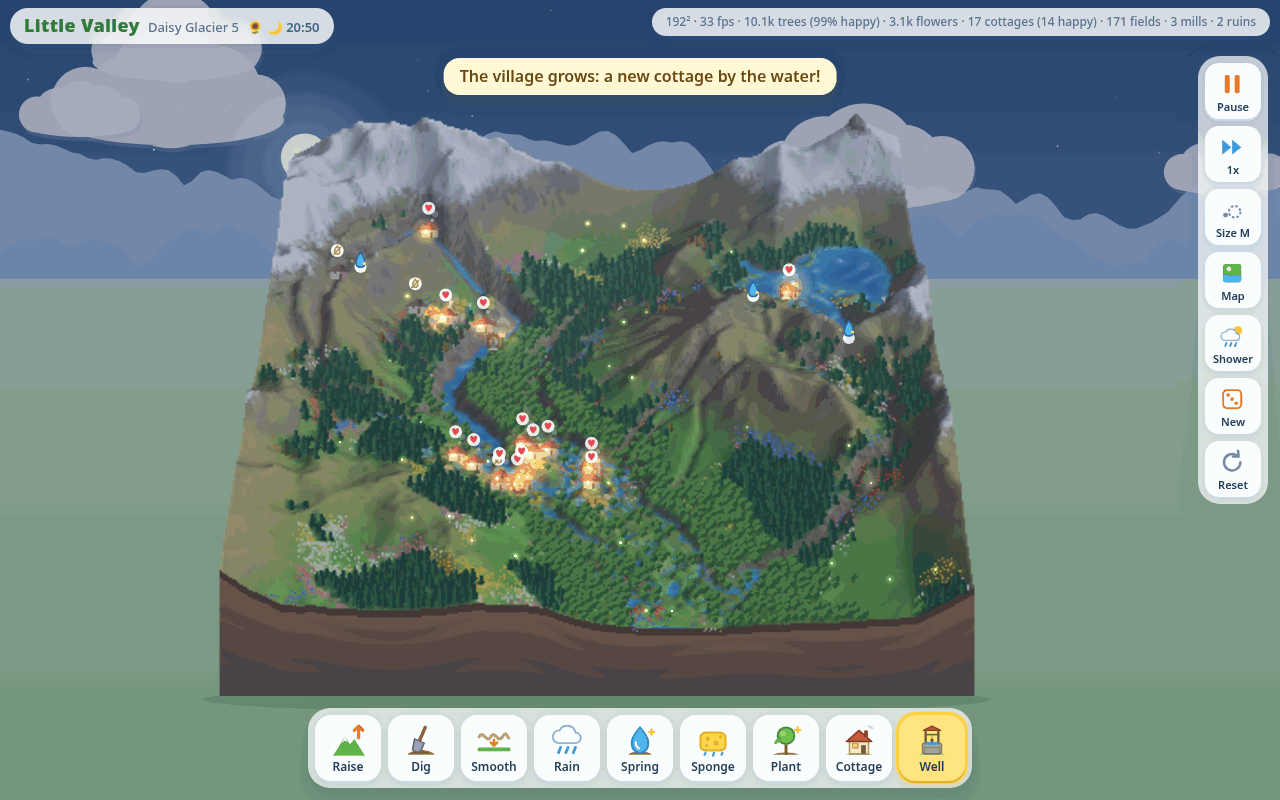 Little Valley Daisy Glacier 5 🌻 🌙 20:50
192² · 33 fps · 10.1k trees (99% happy) · 3.1k flowers · 17 cottages (14 happy) · 171 fields · 3 mills · 2 ruins
The village grows: a new cottage by the water!
Pause
1x
Size M
Map
Shower
New
Reset
Raise Dig Smooth Rain Spring Sponge Plant Cottage Well